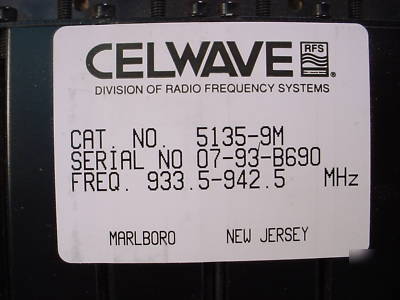 CELWAVE RFS ®
DIVISION OF RADIO FREQUENCY SYSTEMS
CAT. NO. 5135-9M
SERIAL NO 07-93-B690
FREQ. 933.5-942.5 MHz
MARLBORO NEW JERSEY